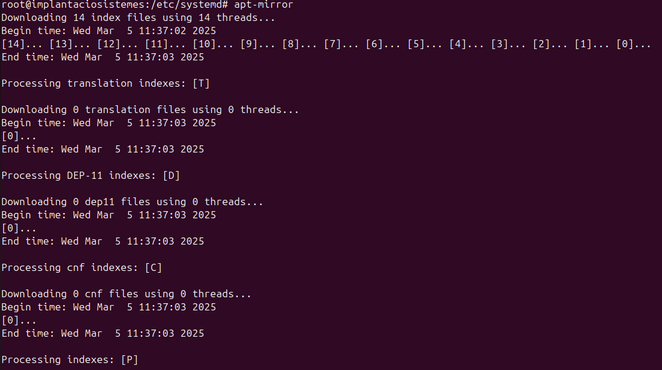 root@implantaciosistemes:/etc/systemd# apt-mirror
Downloading 14 index files using 14 threads...
Begin time: Wed Mar  5 11:37:02 2025
[14]... [13]... [12]... [11]... [10]... [9]... [8]... [7]... [6]... [5]... [4]... [3]... [2]... [1]... [0]...
End time: Wed Mar  5 11:37:03 2025
Processing translation indexes: [T]
Downloading 0 translation files using 0 threads...
Begin time: Wed Mar  5 11:37:03 2025
[0]...
End time: Wed Mar  5 11:37:03 2025
Processing DEP-11 indexes: [D]
Downloading 0 dep11 files using 0 threads...
Begin time: Wed Mar  5 11:37:03 2025
[0]...
End time: Wed Mar  5 11:37:03 2025
Processing cnf indexes: [C]
Downloading 0 cnf files using 0 threads...
Begin time: Wed Mar  5 11:37:03 2025
[0]...
End time: Wed Mar  5 11:37:03 2025
Processing indexes: [P]